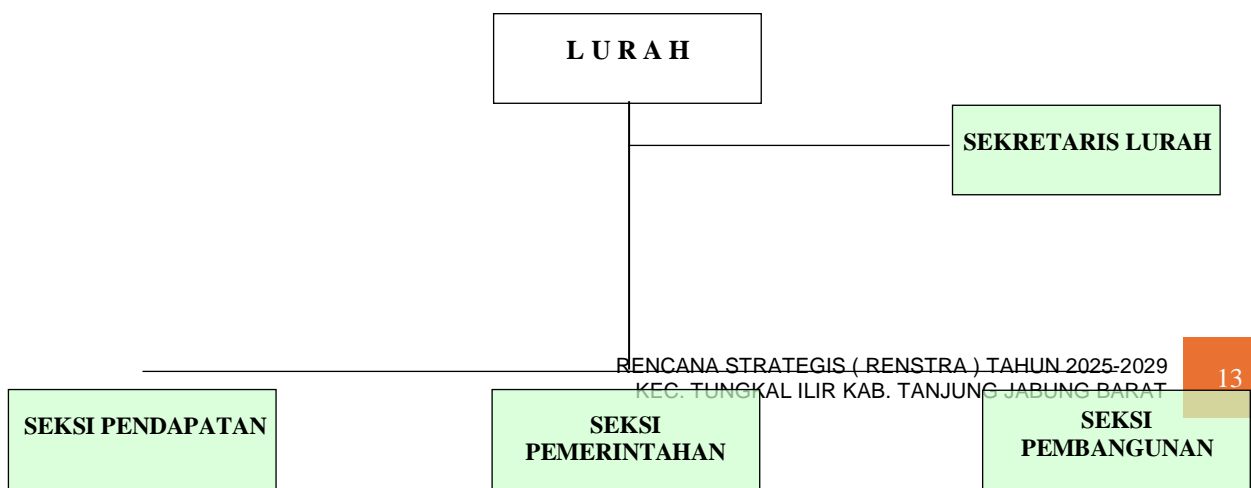 L U R A H
SEKRETARIS LURAH
RENCANA STRATEGIS ( RENSTRA ) TAHUN 2025-2029
KEC. TUNGKAL ILIR KAB. TANJUNG JABUNG BARAT
13
SEKSI PENDAPATAN
SEKSI
PEMERINTAHAN
SEKSI
PEMBANGUNAN